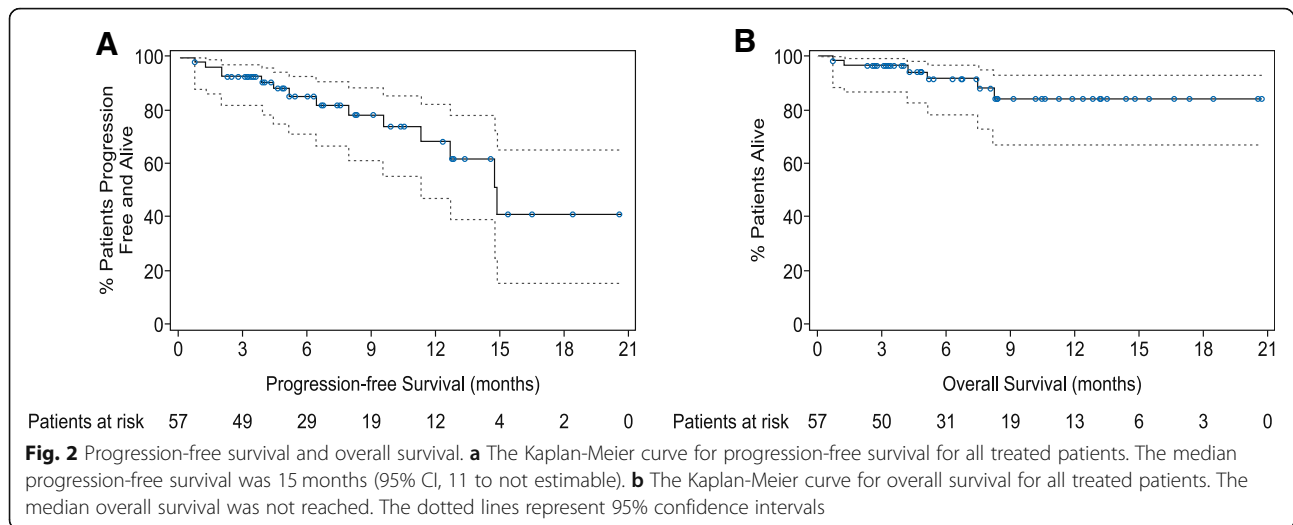 A
100
80
60
40
20
0
% Patients Progression
Free and Alive
0 3 6 9 12 15 18 21
Progression-free Survival (months)
Patients at risk 57 49 29 19 12 4 2 0
B
100
80
60
40
20
0
% Patients Alive
0 3 6 9 12 15 18 21
Overall Survival (months)
Patients at risk 57 50 31 19 13 6 3 0
Fig. 2 Progression-free survival and overall survival. a The Kaplan-Meier curve for progression-free survival for all treated patients. The median
progression-free survival was 15 months (95% CI, 11 to not estimable). b The Kaplan-Meier curve for overall survival for all treated patients. The
median overall survival was not reached. The dotted lines represent 95% confidence intervals